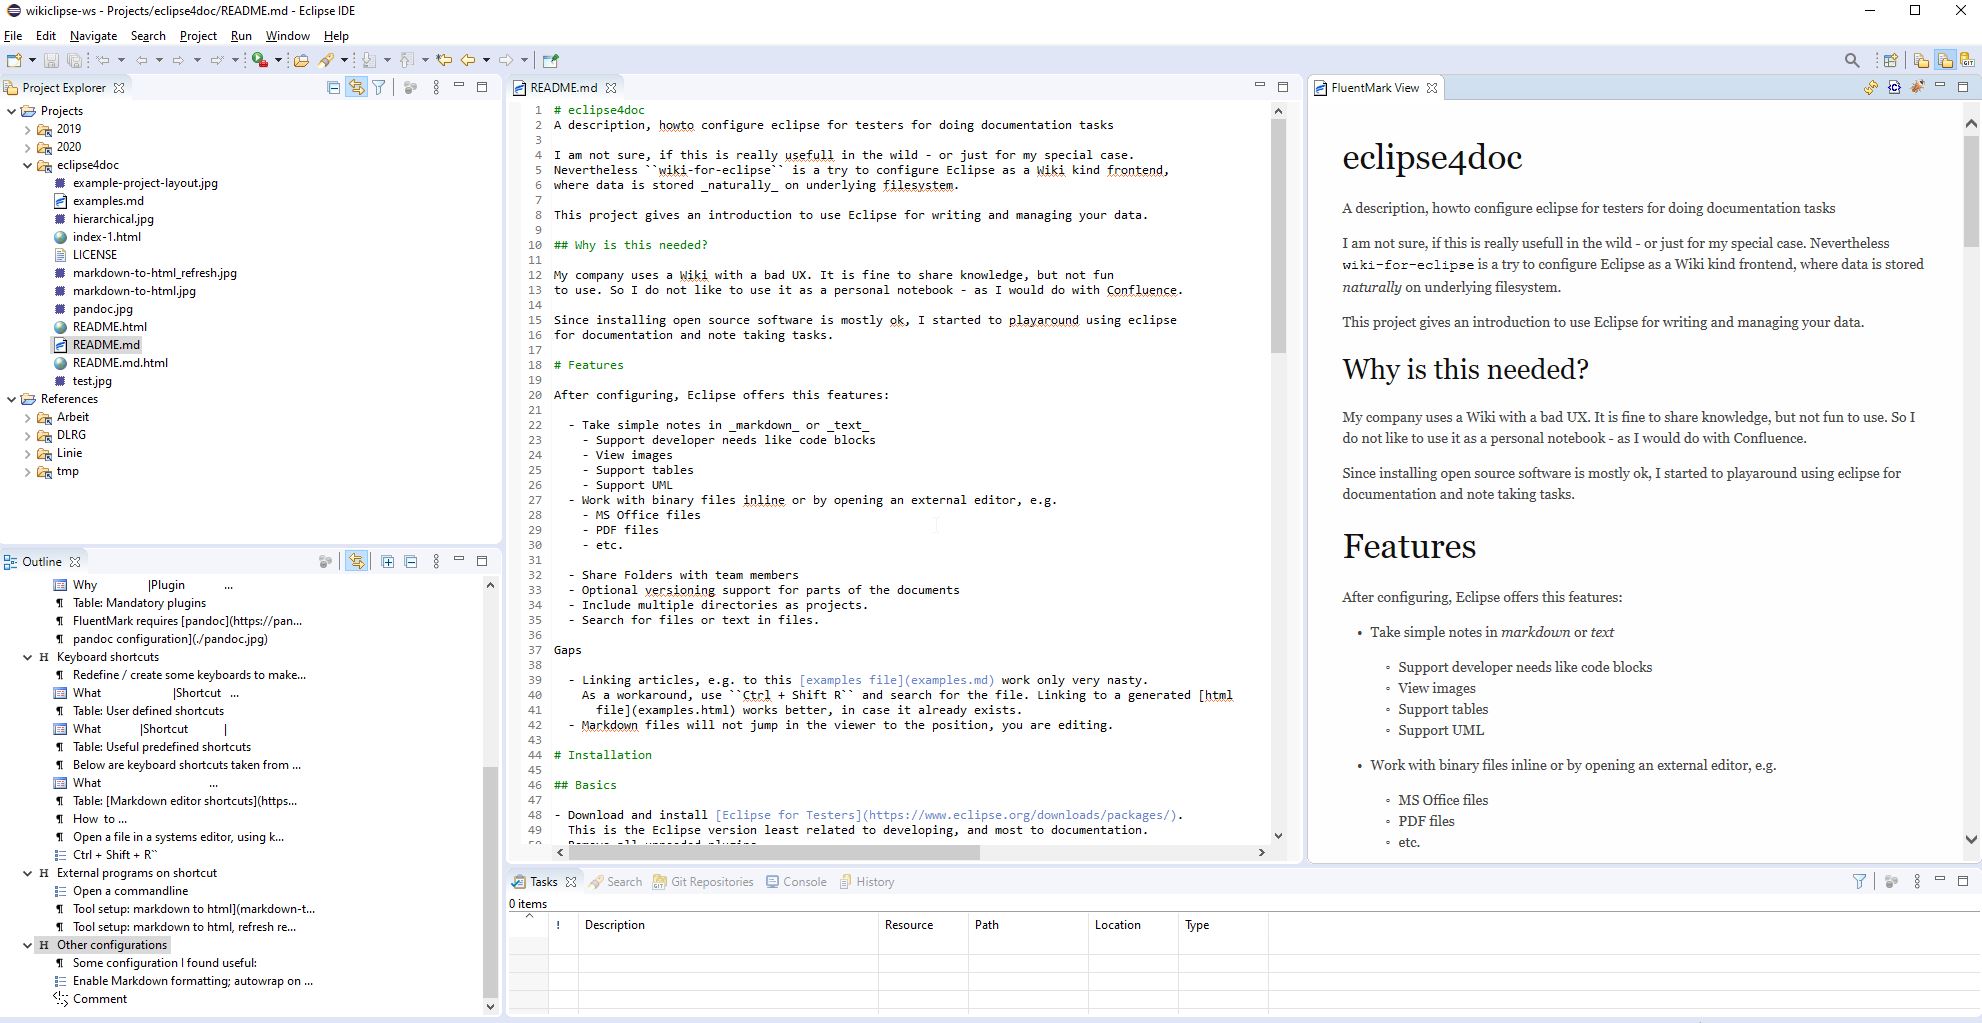 wikiclipse-ws - Projects/eclipse4doc/README.md - Eclipse IDE
File Edit Navigate Search Project Run Window Help
Project Explorer
Projects
2019
2020
eclipse4doc
example-project-layout.jpg
examples.md
hierarchical.jpg
index-1.html
LICENSE
markdown-to-html_refresh.jpg
markdown-to-html.jpg
pandoc.jpg
README.html
README.md
README.md.html
test.jpg
References
Arbeit
DLRG
Linie
tmp
Outline
Why |Plugin ...
Table: Mandatory plugins
FluentMark requires [pandoc](https://pan...
pandoc configuration](./pandoc.jpg)
Keyboard shortcuts
Redefine / create some keyboards to make...
What |Shortcut ...
Table: User defined shortcuts
What |Shortcut |
Table: Useful predefined shortcuts
Below are keyboard shortcuts taken from ...
What ...
Table: [Markdown editor shortcuts](https...
How to ...
Open a file in a systems editor, using k...
Ctrl + Shift + R``
External programs on shortcut
Open a commandline
Tool setup: markdown to html](markdown-t...
Tool setup: markdown to html, refresh re...
Other configurations
Some configuration I found useful:
Enable Markdown formatting; autowrap on ...
Comment
README.md
1 # eclipse4doc
2 A description, howto configure eclipse for testers for doing documentation tasks
3
4 I am not sure, if this is really usefull in the wild - or just for my special case.
5 Nevertheless ``wiki-for-eclipse`` is a try to configure Eclipse as a Wiki kind frontend,
6 where data is stored _naturally_ on underlying filesystem.
7
8 This project gives an introduction to use Eclipse for writing and managing your data.
9
10 ## Why is this needed?
11
12 My company uses a Wiki with a bad UX. It is fine to share knowledge, but not fun
13 to use. So I do not like to use it as a personal notebook - as I would do with Confluence.
14
15 Since installing open source software is mostly ok, I started to playaround using eclipse
16 for documentation and note taking tasks.
17
18 # Features
19
20 After configuring, Eclipse offers this features:
21
22 - Take simple notes in _markdown_ or _text_
23 - Support developer needs like code blocks
24 - View images
25 - Support tables
26 - Support UML
27 - Work with binary files inline or by opening an external editor, e.g.
28 - MS Office files
29 - PDF files
30 - etc.
31
32 - Share Folders with team members
33 - Optional versioning support for parts of the documents
34 - Include multiple directories as projects.
35 - Search for files or text in files.
36
37 Gaps
38
39 - Linking articles, e.g. to this [examples file](examples.md) work only very nasty.
40 As a workaround, use ``Ctrl + Shift R`` and search for the file. Linking to a generated [html
41 file](examples.html) works better, in case it already exists.
42 - Markdown files will not jump in the viewer to the position, you are editing.
43
44 # Installation
45
46 ## Basics
47
48 - Download and install [Eclipse for Testers](https://www.eclipse.org/downloads/packages/).
49 This is the Eclipse version least related to developing, and most to documentation.
FluentMark View
eclipse4doc
A description, howto configure eclipse for testers for doing documentation tasks
I am not sure, if this is really usefull in the wild - or just for my special case. Nevertheless
wiki-for-eclipse is a try to configure Eclipse as a Wiki kind frontend, where data is stored
naturally on underlying filesystem.
This project gives an introduction to use Eclipse for writing and managing your data.
Why is this needed?
My company uses a Wiki with a bad UX. It is fine to share knowledge, but not fun to use. So I
do not like to use it as a personal notebook - as I would do with Confluence.
Since installing open source software is mostly ok, I started to playaround using eclipse for
documentation and note taking tasks.
Features
After configuring, Eclipse offers this features:
• Take simple notes in markdown or text
◦ Support developer needs like code blocks
◦ View images
◦ Support tables
◦ Support UML
• Work with binary files inline or by opening an external editor, e.g.
◦ MS Office files
◦ PDF files
◦ etc.
Tasks Search Git Repositories Console History
0 items
! Description Resource Path Location Type